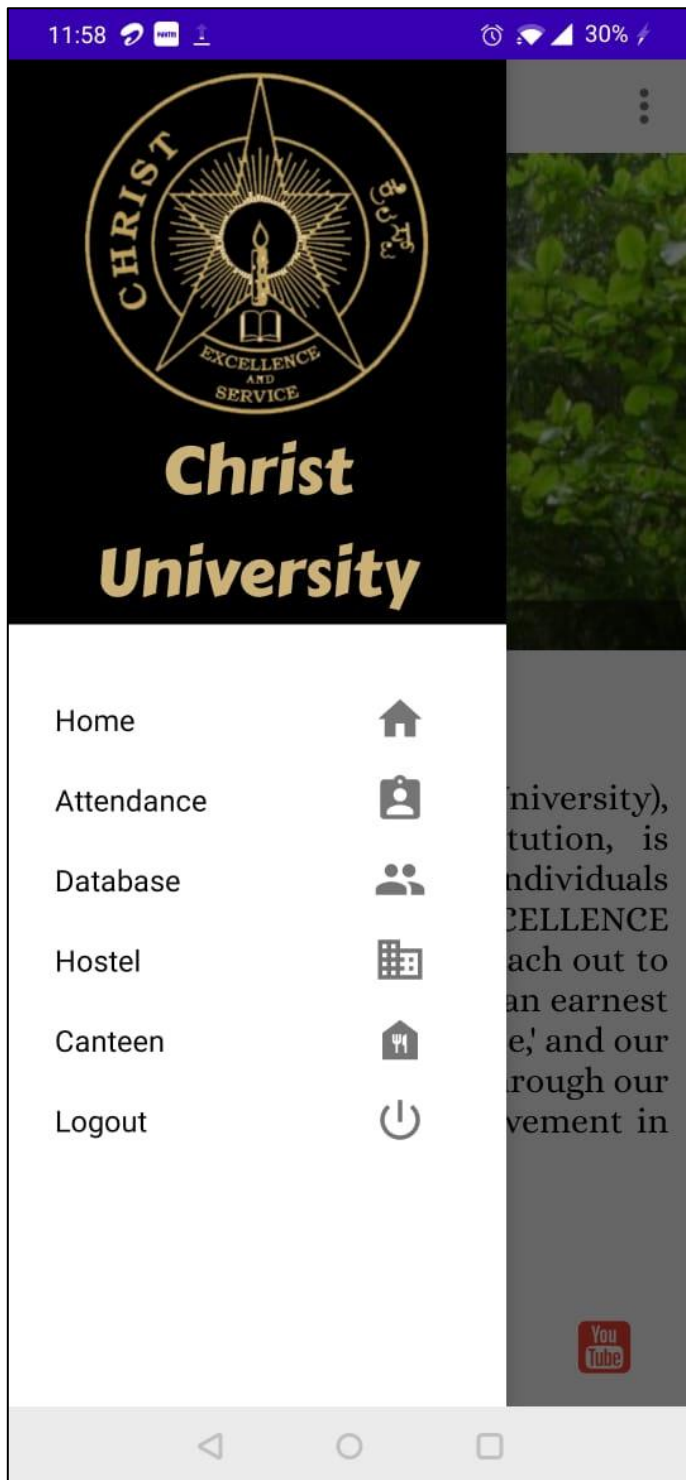 11:58
paytm
30%
CHRIST
ಕ್ರೈಸ್ಟ್
EXCELLENCE
AND
SERVICE
Christ
University
Home
Attendance
Database
Hostel
Canteen
Logout
niversity),
tution, is
ndividuals
CELLENCE
ach out to
an earnest
e,' and our
rough our
vement in
You
Tube